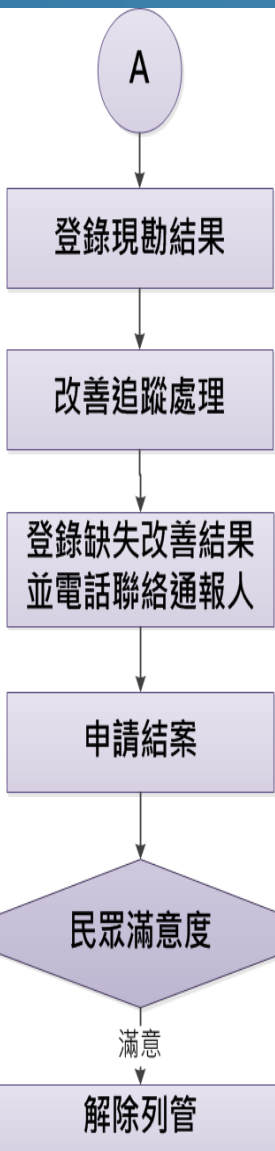 A
登錄現勘結果
改善追蹤處理
登錄缺失改善結果
並電話聯絡通報人
申請結案
民眾滿意度
滿意
解除列管